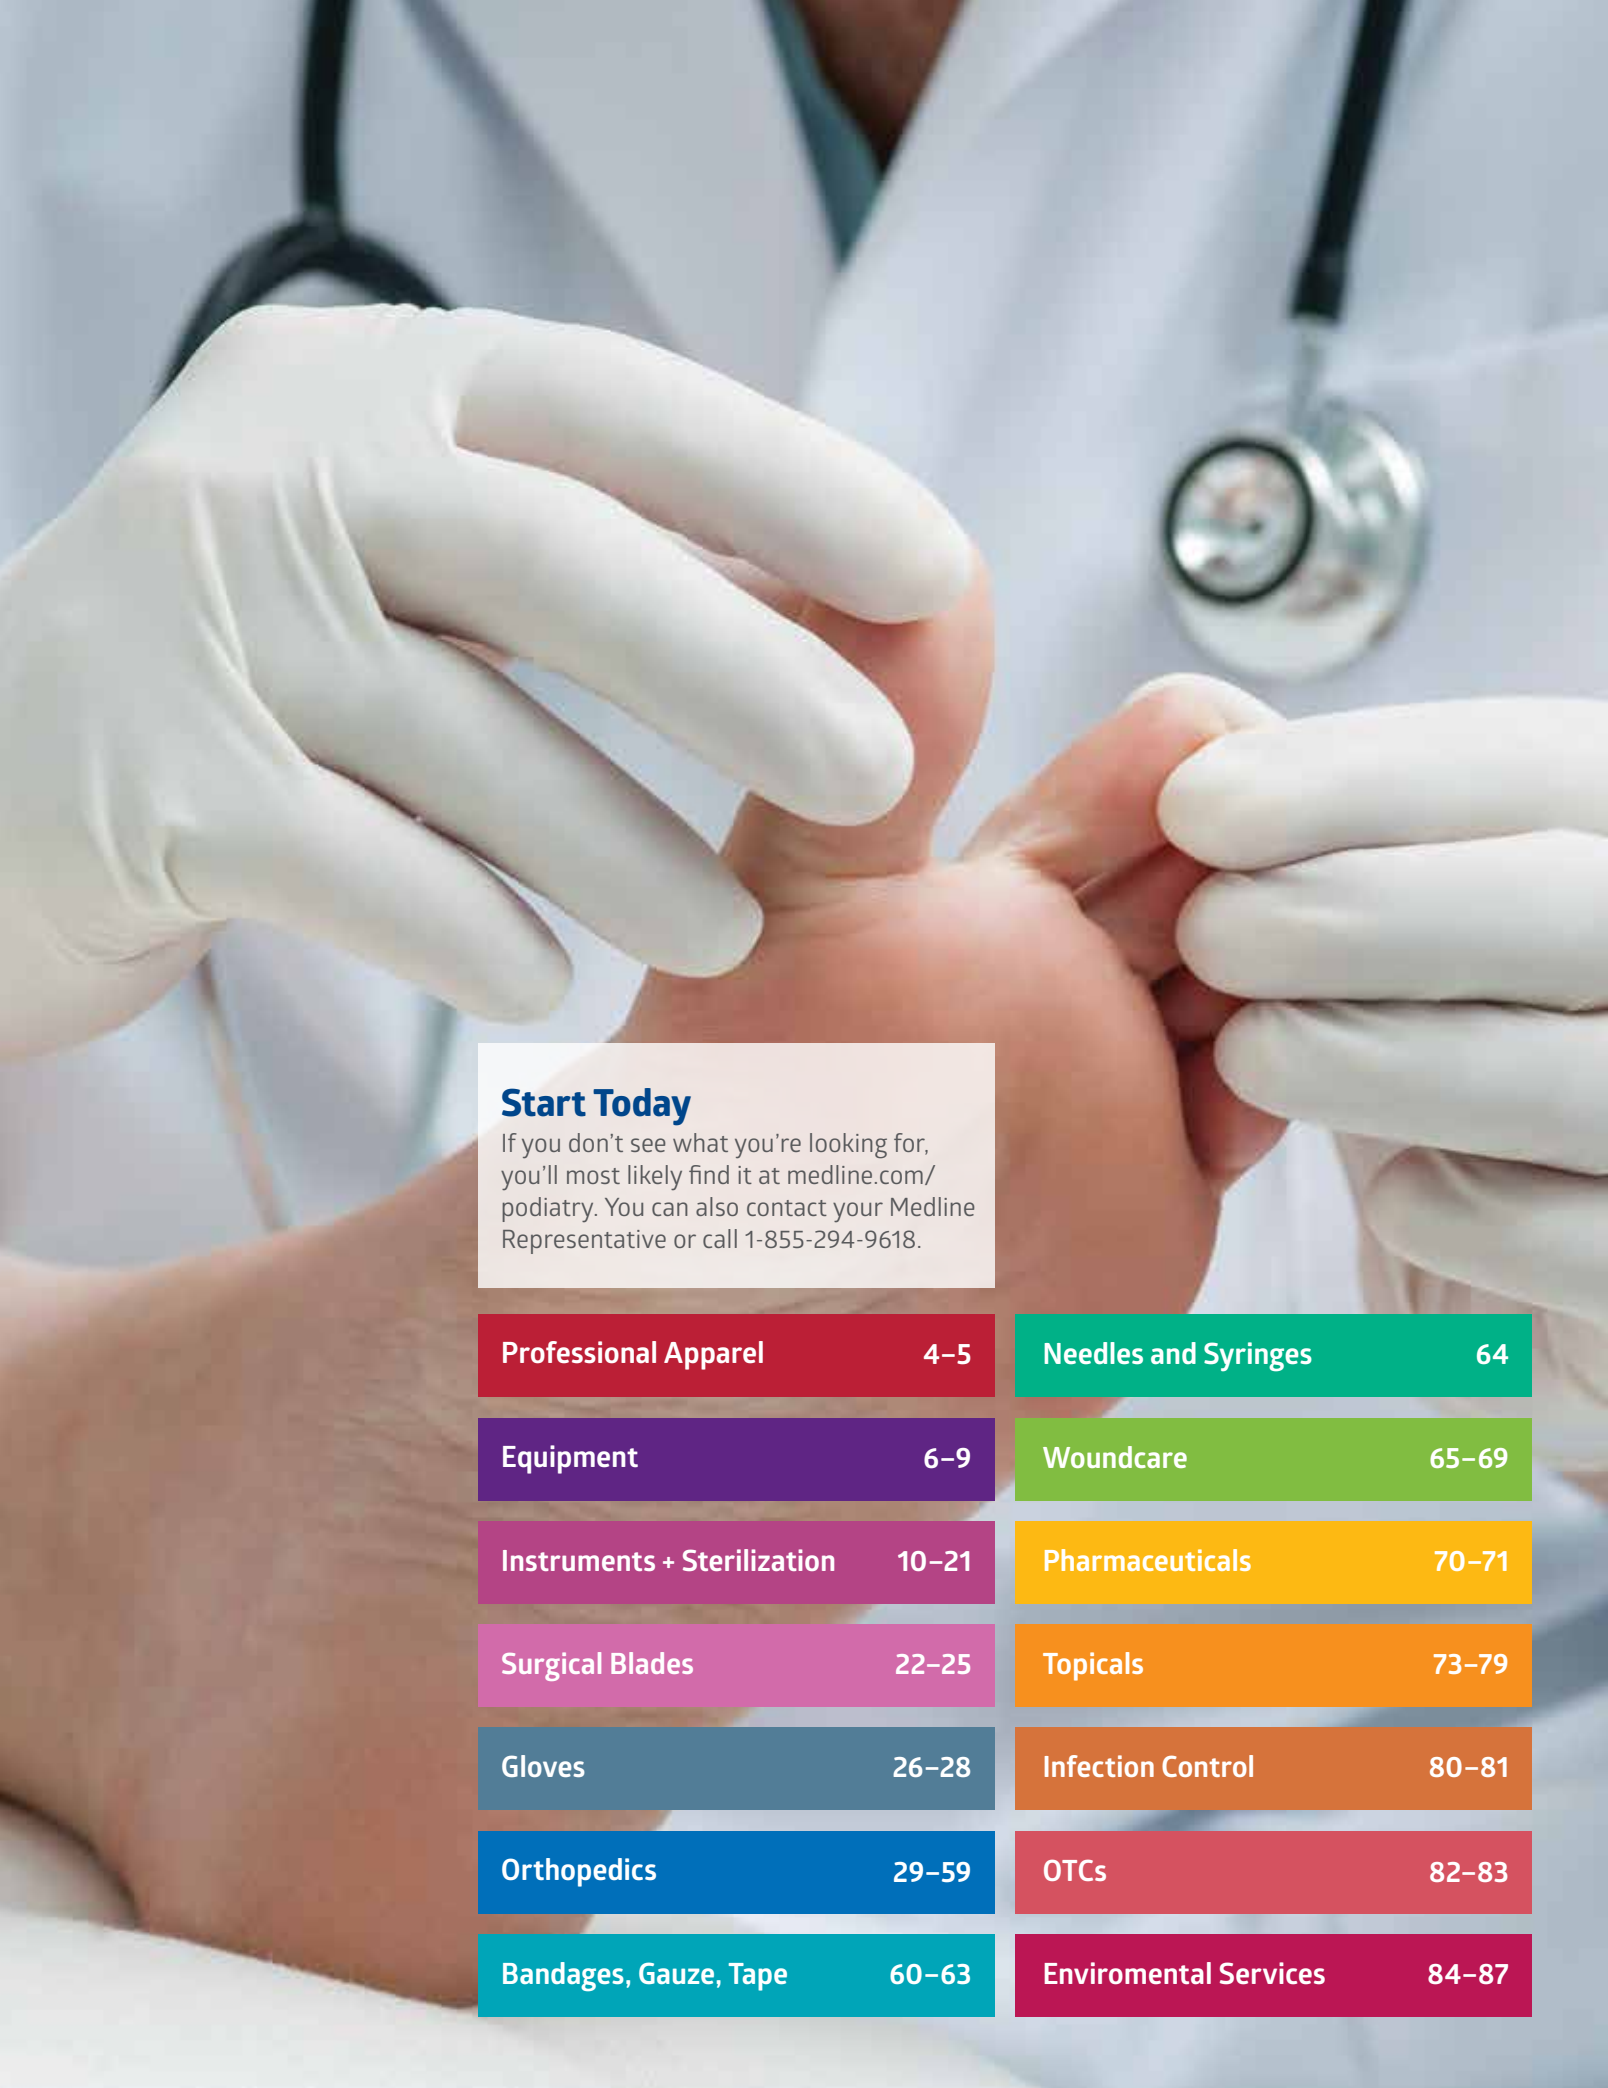 Start Today
If you don't see what you're looking for,
you'll most likely find it at medline.com/
podiatry. You can also contact your Medline
Representative or call 1-855-294-9618.
Professional Apparel 4–5
Equipment 6–9
Instruments + Sterilization 10–21
Surgical Blades 22–25
Gloves 26–28
Orthopedics 29–59
Bandages, Gauze, Tape 60–63
Needles and Syringes 64
Woundcare 65–69
Pharmaceuticals 70–71
Topicals 73–79
Infection Control 80–81
OTCs 82–83
Enviromental Services 84–87